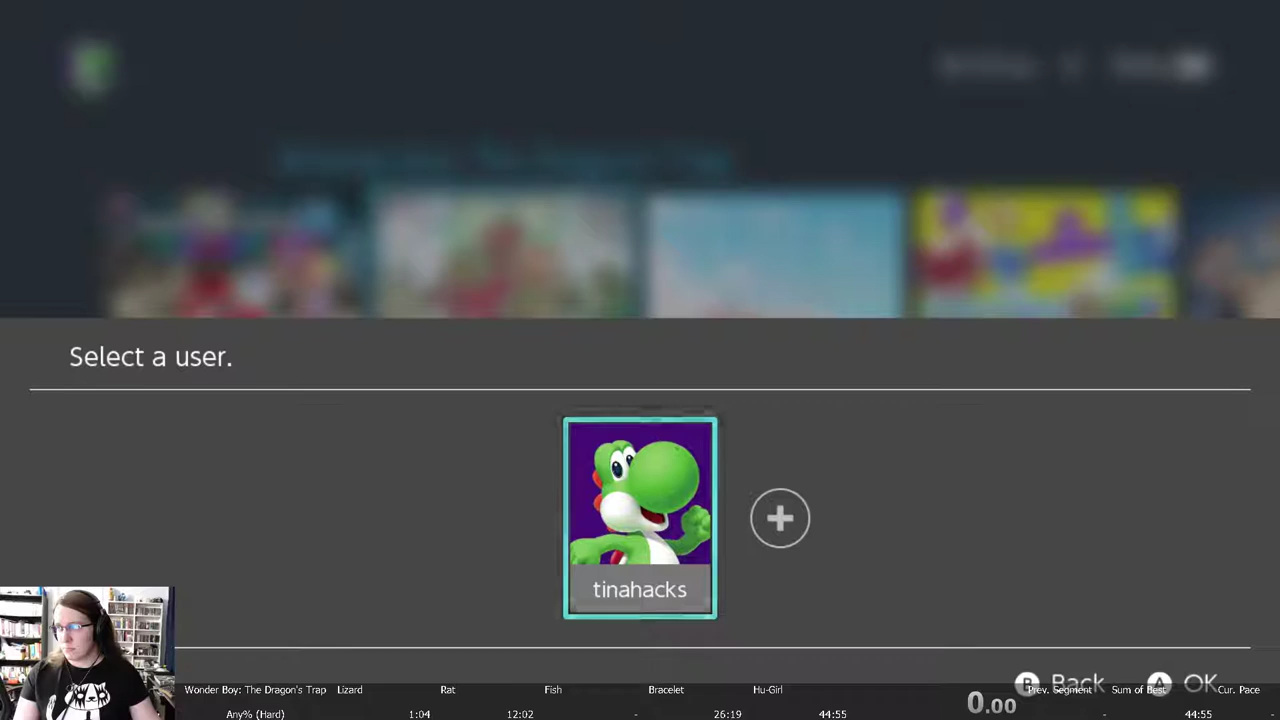 Select a user.
tinahacks
Back OK
Wonder Boy: The Dragon's Trap Lizard Rat Fish Bracelet Hu-Girl Prev. Segment Sum of Best Cur. Pace
Any% (Hard) 1:04 12:02 - 26:19 44:55 0.00 - 44:55 -